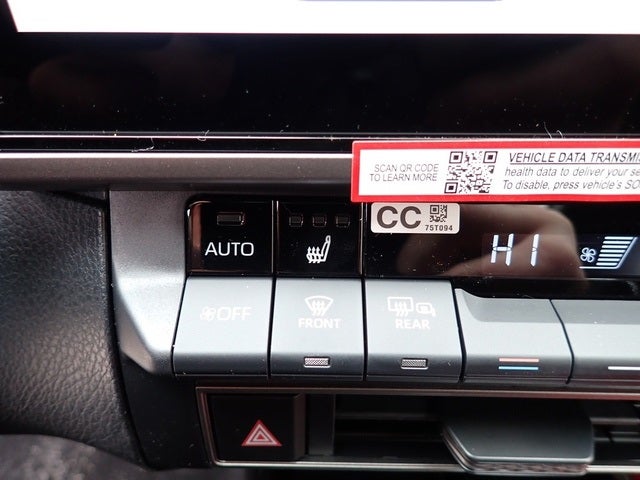 SCAN QR CODE
TO LEARN MORE
VEHICLE DATA TRANSMI
health data to deliver your se
To disable, press vehicle's SO
CC
75T094
AUTO
HI
OFF
FRONT
REAR